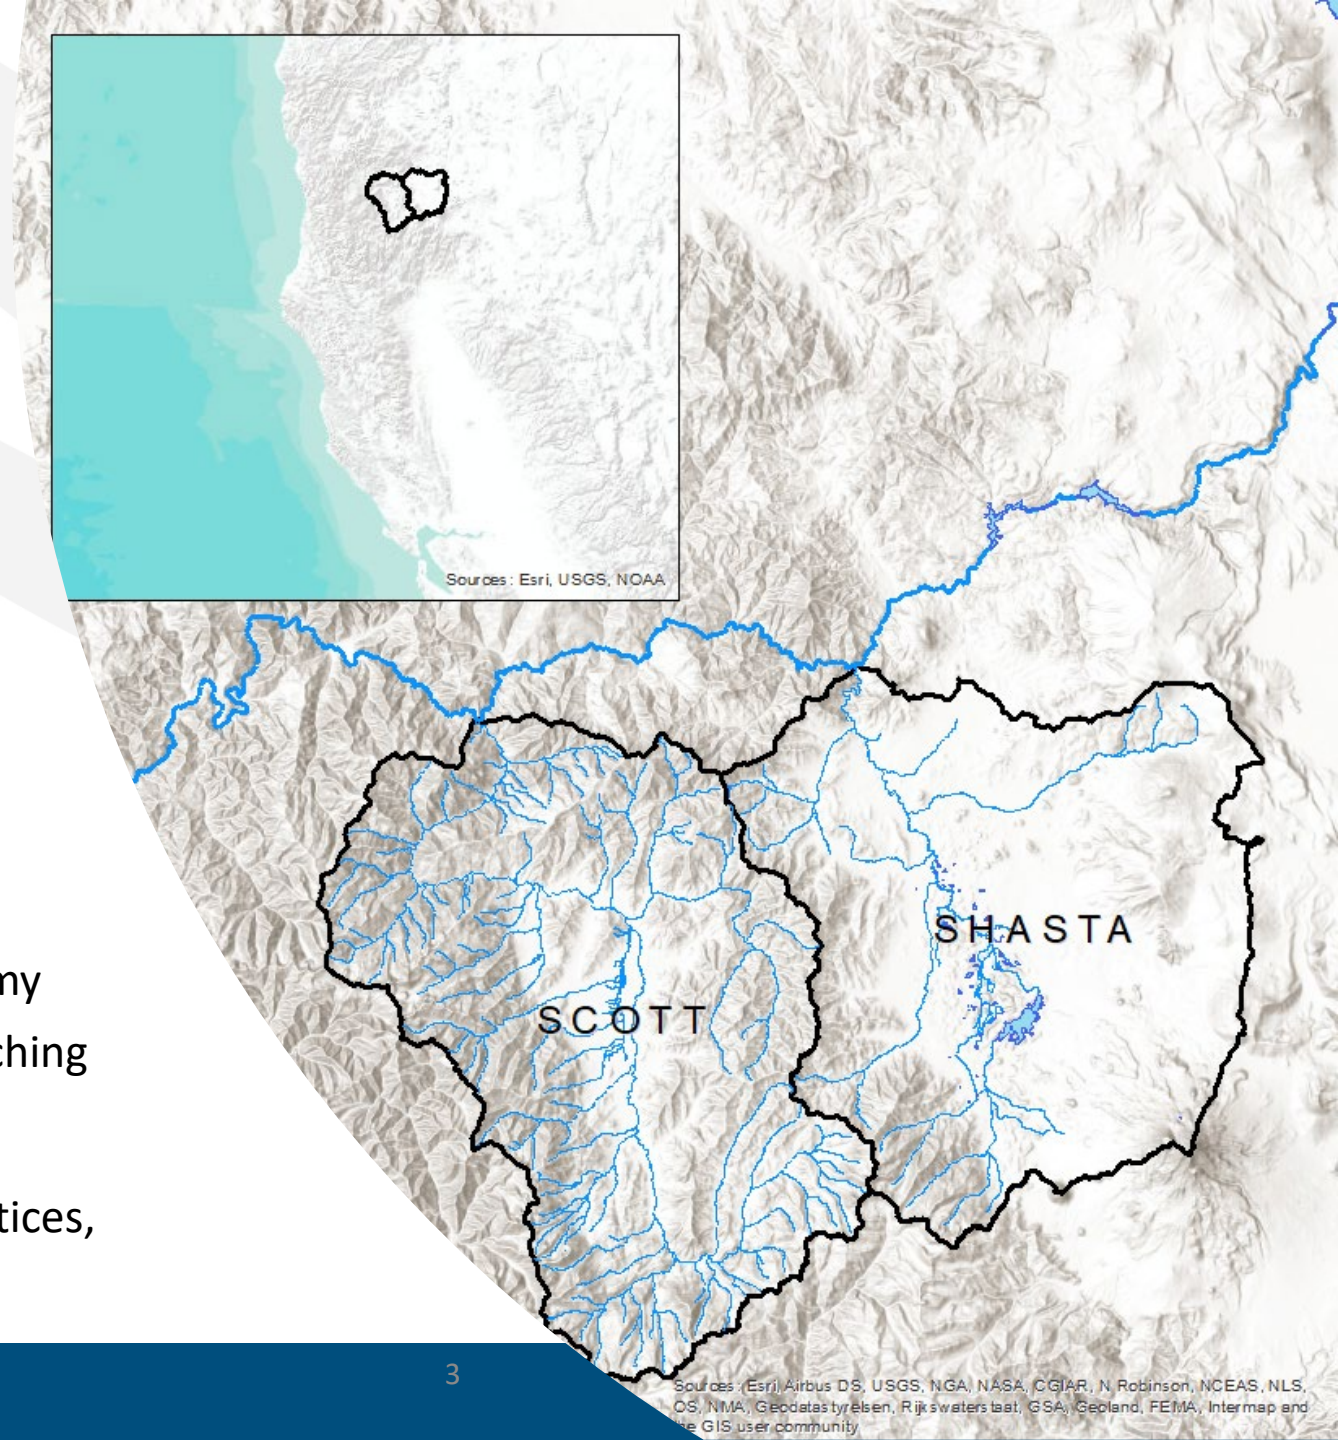 Sources: Esri, USGS, NOAA
SHASTA
SCOTT
my
ching
tices,
3
Sources: Esri, Airbus DS, USGS, NGA, NASA, CGIAR, N Robinson, NCEAS, NLS,
OS, NMA, Geodatastyrelsen, Rijkswaterstaat, GSA, Geoland, FEMA, Intermap and
e GIS user community